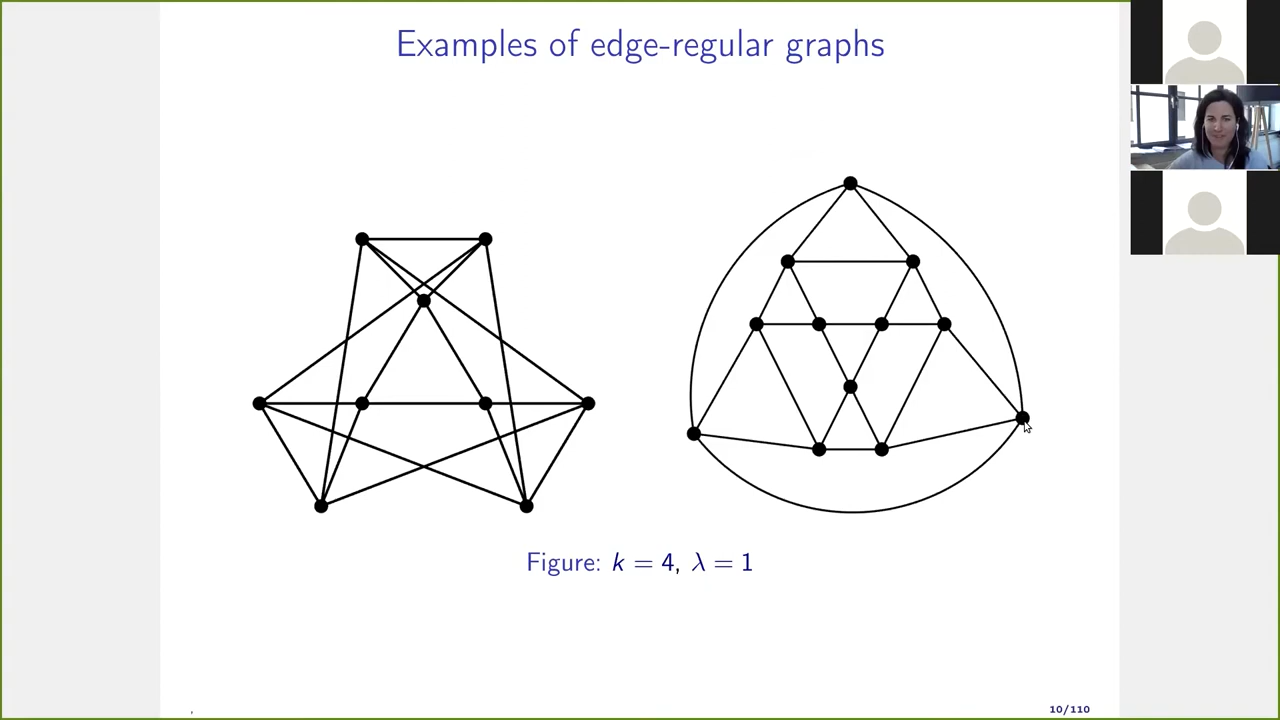 Examples of edge-regular graphs
Figure: k = 4, λ = 1
10/110